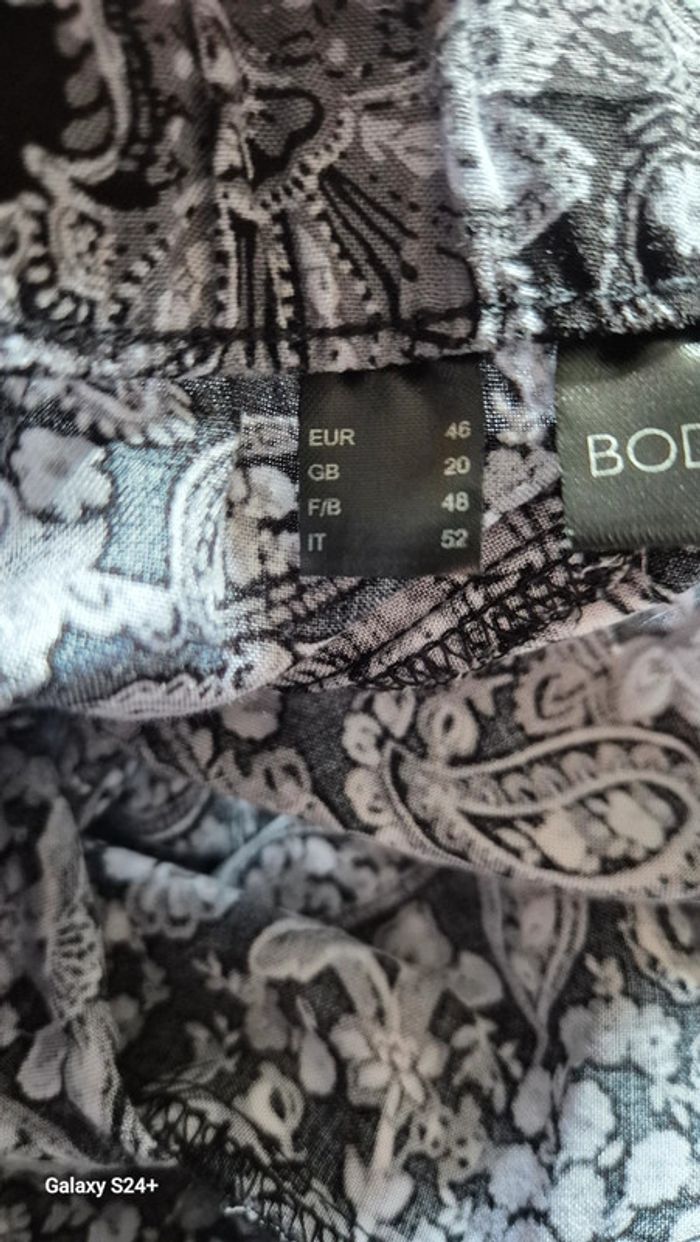 EUR 46
GB 20
F/B 48
IT 52
BOD
Galaxy S24+